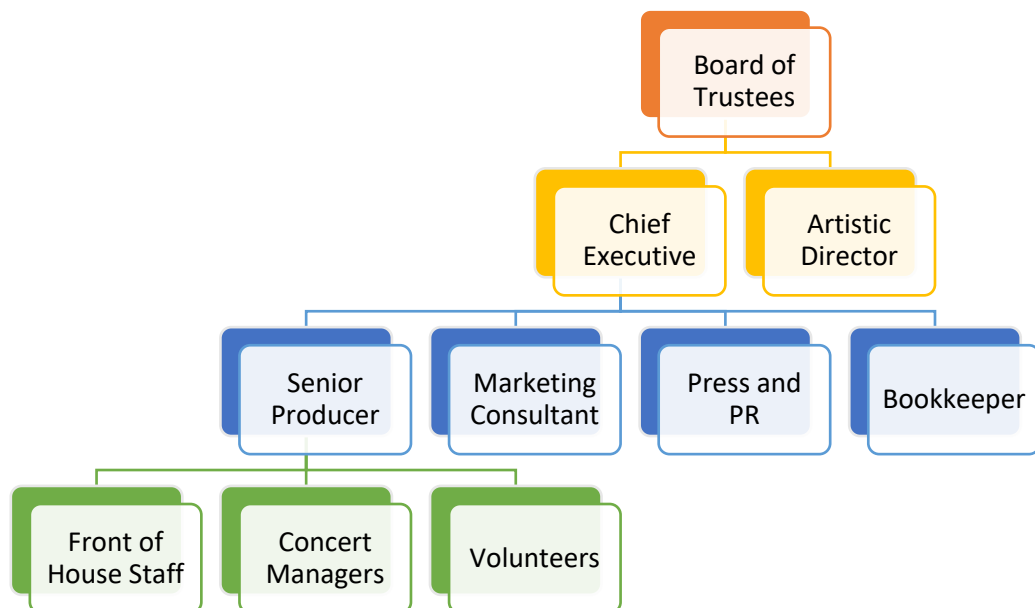 Board of
Trustees
Chief
Executive
Artistic
Director
Senior
Producer
Marketing
Consultant
Press and
PR
Bookkeeper
Front of
House Staff
Concert
Managers
Volunteers